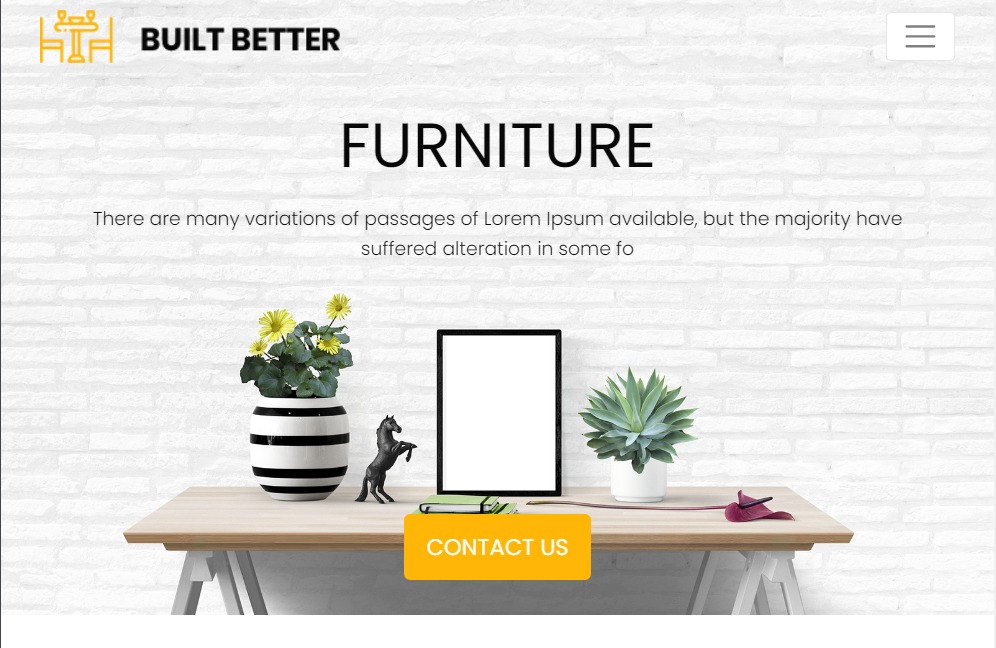 BUILT BETTER
FURNITURE
There are many variations of passages of Lorem Ipsum available, but the majority have
suffered alteration in some fo
CONTACT US